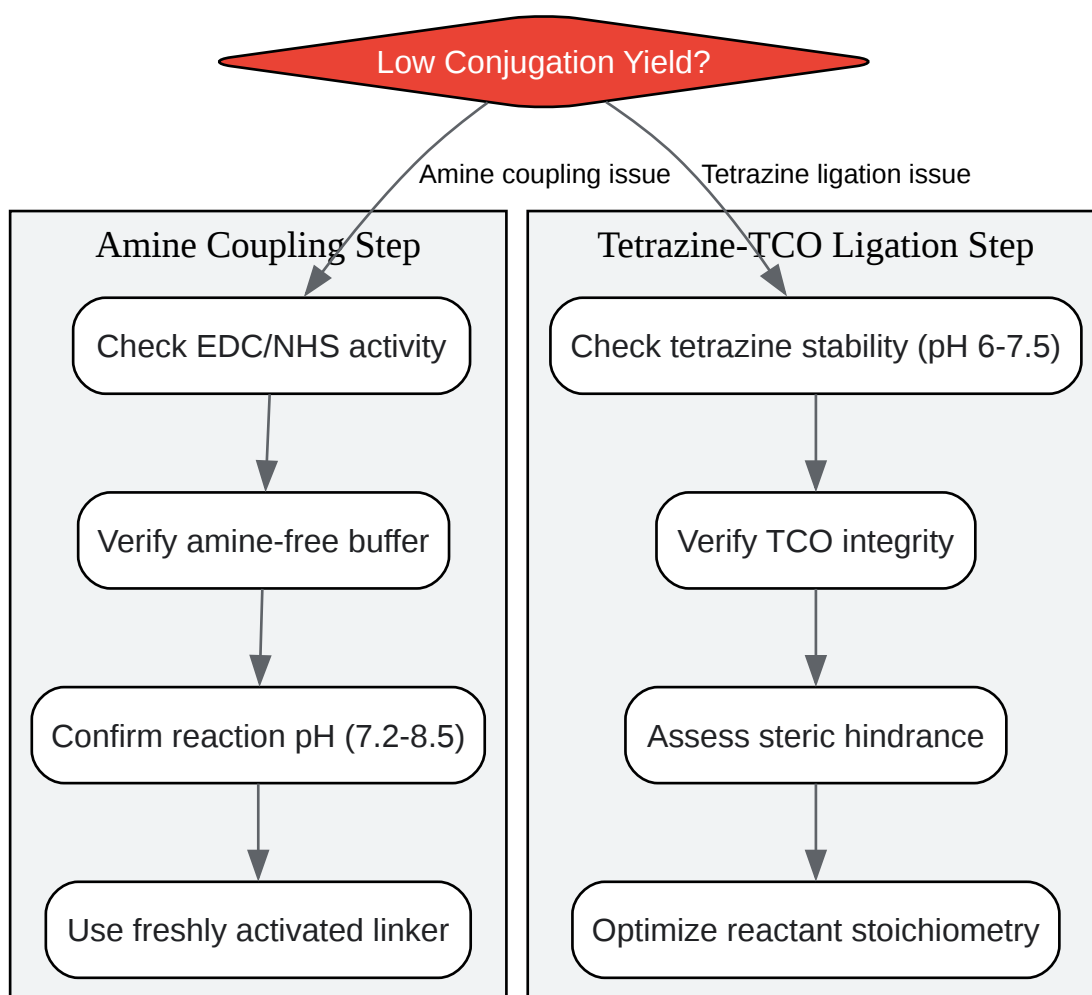 Low Conjugation Yield?
Amine coupling issue
Tetrazine ligation issue
Amine Coupling Step
Check EDC/NHS activity
Verify amine-free buffer
Confirm reaction pH (7.2-8.5)
Use freshly activated linker
Tetrazine-TCO Ligation Step
Check tetrazine stability (pH 6-7.5)
Verify TCO integrity
Assess steric hindrance
Optimize reactant stoichiometry